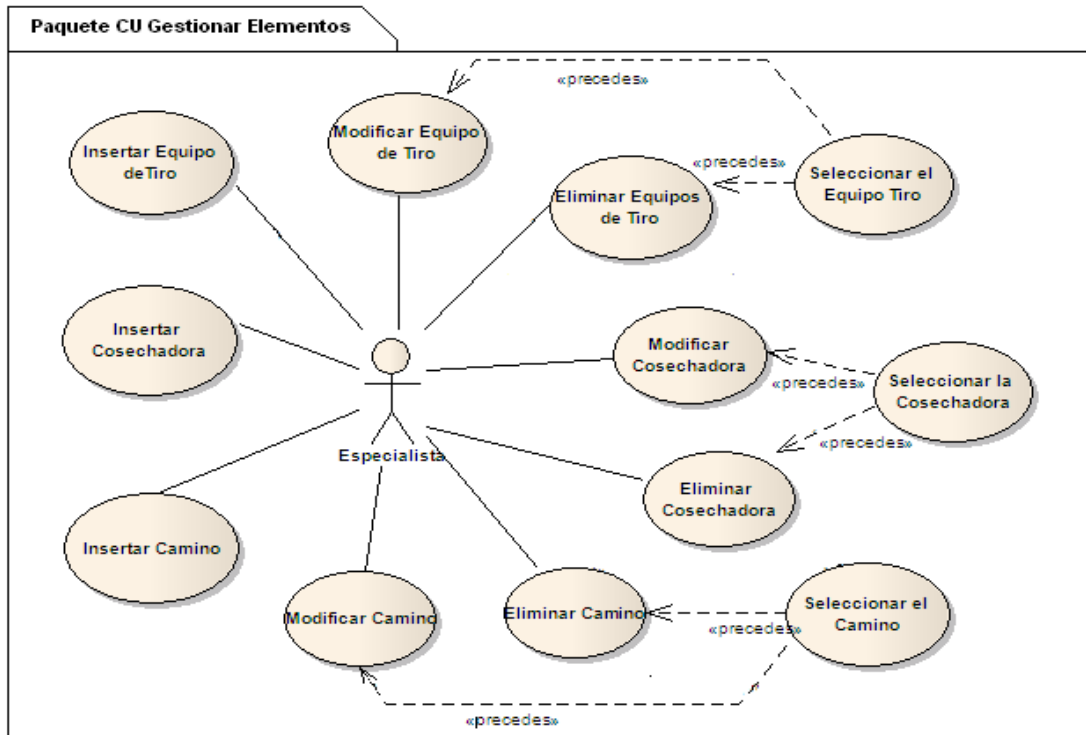 Paquete CU Gestionar Elementos
«precedes»
Modificar Equipo
de Tiro
Insertar Equipo
deTiro
«precedes»
Seleccionar el
Equipo Tiro
Eliminar Equipos
de Tiro
Insertar
Cosechadora
Modificar
Cosechadora
«precedes»
Seleccionar la
Cosechadora
«precedes»
Especialista
Eliminar
Cosechadora
Insertar Camino
Modificar Camino
Eliminar Camino
Seleccionar el
Camino
«precedes»
«precedes»